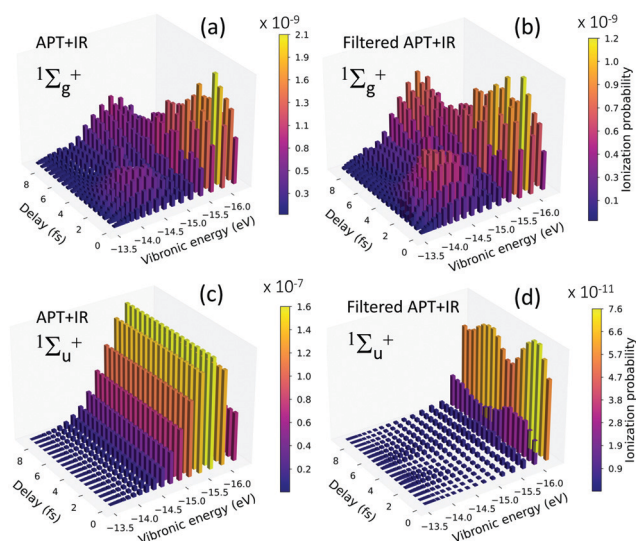 x 10⁻⁹
(a)
APT+IR
¹Σg⁺
2.1
1.9
1.6
1.3
1.1
0.8
0.5
0.3
8
6
4
2
0
Delay (fs)
−13.5
−14.0
−14.5
−15.0
−15.5
−16.0
Vibronic energy (eV)
x 10⁻⁹
(b)
Filtered APT+IR
¹Σg⁺
1.2
1.0
0.9
0.7
0.6
0.4
0.3
0.1
Ionization probability
8
6
4
2
0
Delay (fs)
−13.5
−14.0
−14.5
−15.0
−15.5
−16.0
Vibronic energy (eV)
x 10⁻⁷
(c)
APT+IR
¹Σu⁺
1.6
1.4
1.2
1.0
0.8
0.6
0.4
0.2
8
6
4
2
0
Delay (fs)
−13.5
−14.0
−14.5
−15.0
−15.5
−16.0
Vibronic energy (eV)
x 10⁻¹¹
(d)
Filtered APT+IR
¹Σu⁺
7.6
6.6
5.7
4.7
3.8
2.8
1.9
0.9
Ionization probability
8
6
4
2
0
Delay (fs)
−13.5
−14.0
−14.5
−15.0
−15.5
−16.0
Vibronic energy (eV)